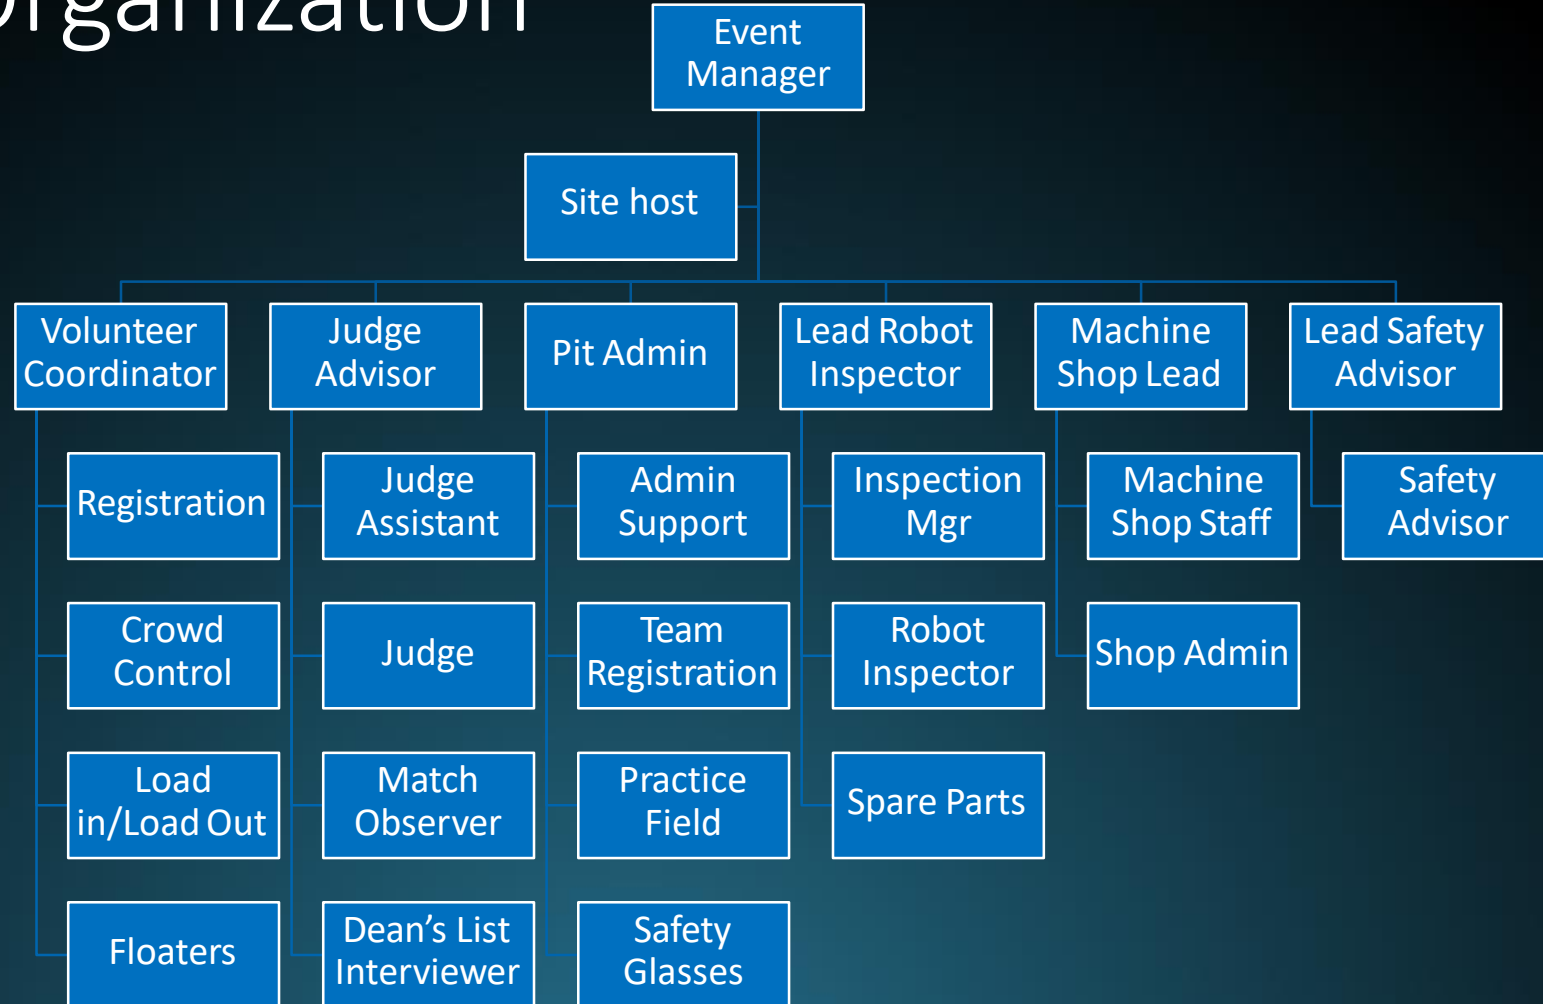 Organization
Event
Manager
Site host
Volunteer
Coordinator
Judge
Advisor
Pit Admin
Lead Robot
Inspector
Machine
Shop Lead
Lead Safety
Advisor
Registration
Crowd
Control
Load
in/Load Out
Floaters
Judge
Assistant
Judge
Match
Observer
Dean’s List
Interviewer
Admin
Support
Team
Registration
Practice
Field
Safety
Glasses
Inspection
Mgr
Robot
Inspector
Spare Parts
Machine
Shop Staff
Shop Admin
Safety
Advisor